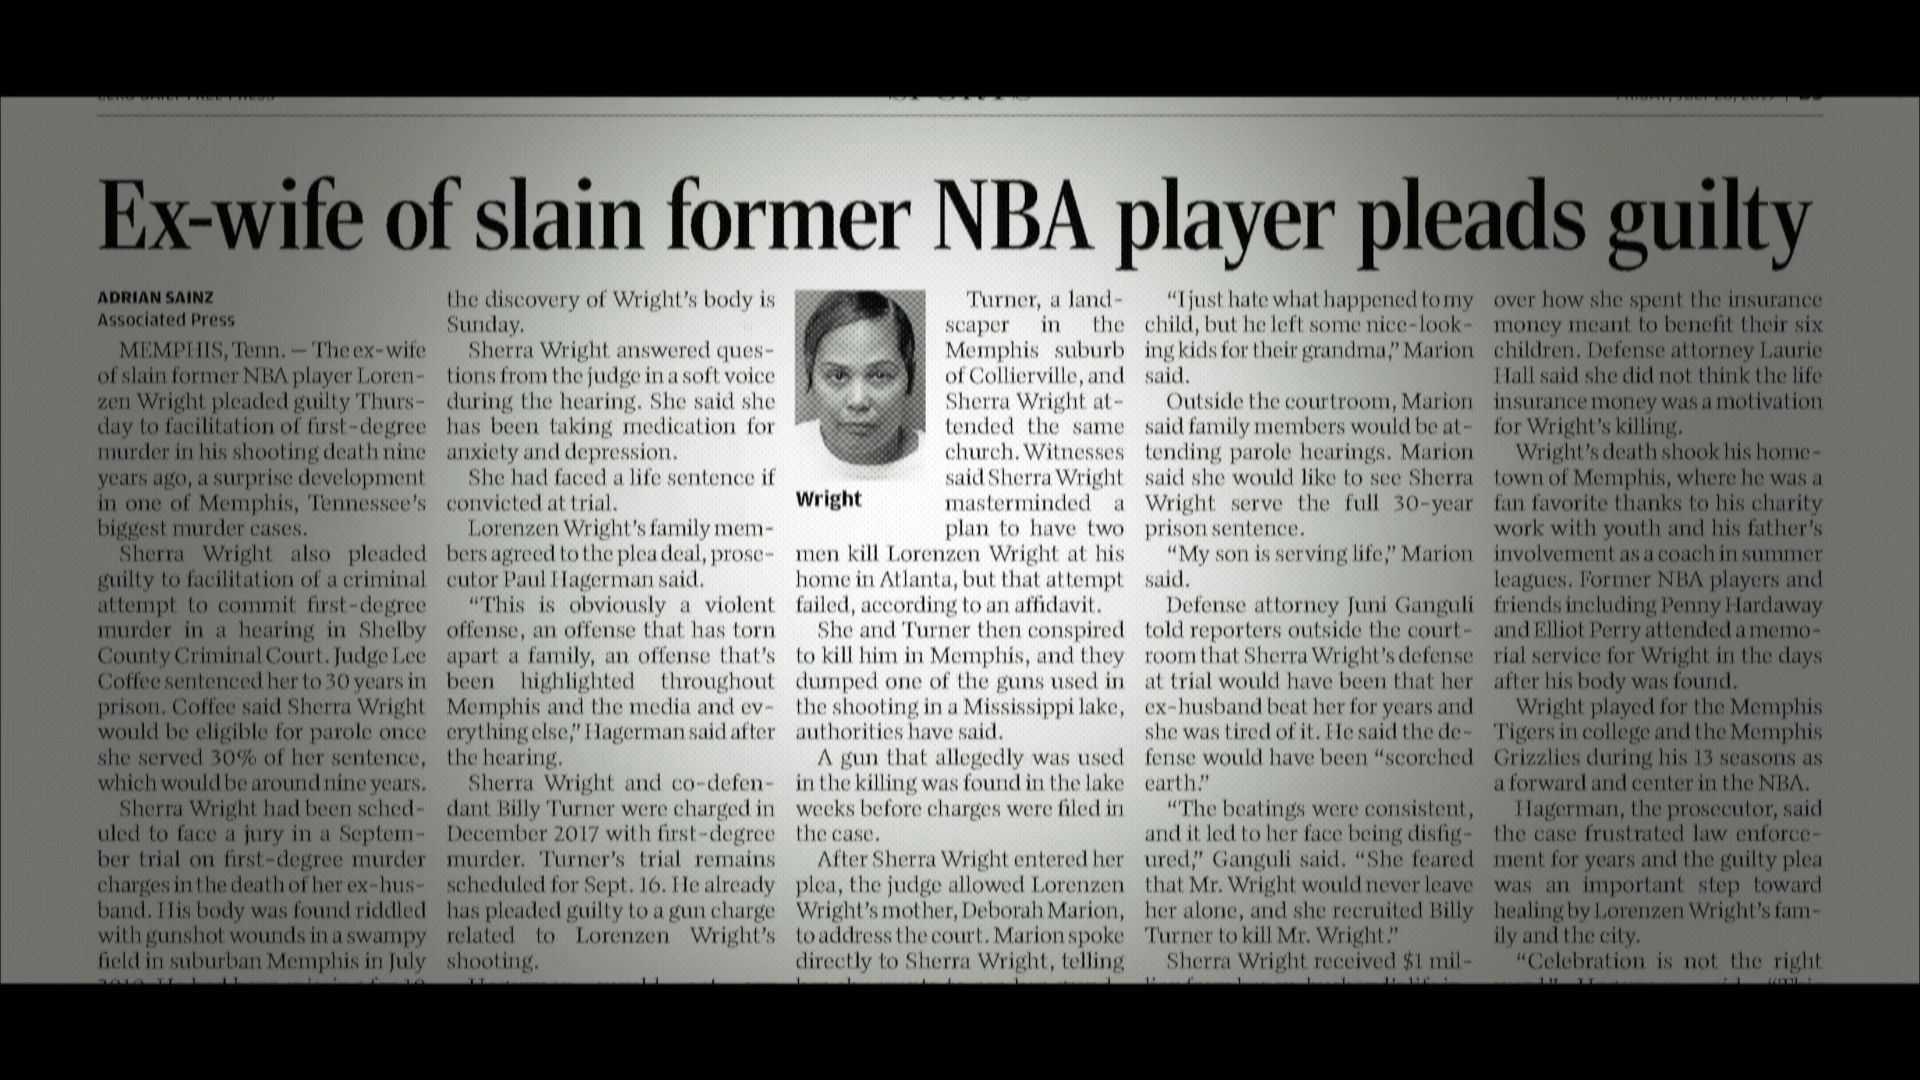 Ex-wife of slain former NBA player pleads guilty
ADRIAN SAINZ
Associated Press
MEMPHIS, Tenn. — The ex-wife
of slain former NBA player Loren-
zen Wright pleaded guilty Thurs-
day to facilitation of first-degree
murder in his shooting death nine
years ago, a surprise development
in one of Memphis, Tennessee's
biggest murder cases.
Sherra Wright also pleaded
guilty to facilitation of a criminal
attempt to commit first-degree
murder in a hearing in Shelby
County Criminal Court. Judge Lee
Coffee sentenced her to 30 years in
prison. Coffee said Sherra Wright
would be eligible for parole once
she served 30% of her sentence,
which would be around nine years.
Sherra Wright had been sched-
uled to face a jury in a Septem-
ber trial on first-degree murder
charges in the death of her ex-hus-
band. His body was found riddled
with gunshot wounds in a swampy
field in suburban Memphis in July
the discovery of Wright's body is
Sunday.
Sherra Wright answered ques-
tions from the judge in a soft voice
during the hearing. She said she
has been taking medication for
anxiety and depression.
She had faced a life sentence if
convicted at trial.
Lorenzen Wright's family mem-
bers agreed to the plea deal, prose-
cutor Paul Hagerman said.
“This is obviously a violent
offense, an offense that has torn
apart a family, an offense that's
been highlighted throughout
Memphis and the media and ev-
erything else,” Hagerman said after
the hearing.
Sherra Wright and co-defen-
dant Billy Turner were charged in
December 2017 with first-degree
murder. Turner's trial remains
scheduled for Sept. 16. He already
has pleaded guilty to a gun charge
related to Lorenzen Wright's
shooting.
Wright
Turner, a land-
scaper in the
Memphis suburb
of Collierville, and
Sherra Wright at-
tended the same
church. Witnesses
said Sherra Wright
masterminded a
plan to have two
men kill Lorenzen Wright at his
home in Atlanta, but that attempt
failed, according to an affidavit.
She and Turner then conspired
to kill him in Memphis, and they
dumped one of the guns used in
the shooting in a Mississippi lake,
authorities have said.
A gun that allegedly was used
in the killing was found in the lake
weeks before charges were filed in
the case.
After Sherra Wright entered her
plea, the judge allowed Lorenzen
Wright's mother, Deborah Marion,
to address the court. Marion spoke
directly to Sherra Wright, telling
“I just hate what happened to my
child, but he left some nice-look-
ing kids for their grandma,” Marion
said.
Outside the courtroom, Marion
said family members would be at-
tending parole hearings. Marion
said she would like to see Sherra
Wright serve the full 30-year
prison sentence.
“My son is serving life,” Marion
said.
Defense attorney Juni Ganguli
told reporters outside the court-
room that Sherra Wright's defense
at trial would have been that her
ex-husband beat her for years and
she was tired of it. He said the de-
fense would have been “scorched
earth.”
“The beatings were consistent,
and it led to her face being disfig-
ured,” Ganguli said. “She feared
that Mr. Wright would never leave
her alone, and she recruited Billy
Turner to kill Mr. Wright.”
Sherra Wright received $1 mil-
over how she spent the insurance
money meant to benefit their six
children. Defense attorney Laurie
Hall said she did not think the life
insurance money was a motivation
for Wright's killing.
Wright's death shook his home-
town of Memphis, where he was a
fan favorite thanks to his charity
work with youth and his father's
involvement as a coach in summer
leagues. Former NBA players and
friends including Penny Hardaway
and Elliot Perry attended a memo-
rial service for Wright in the days
after his body was found.
Wright played for the Memphis
Tigers in college and the Memphis
Grizzlies during his 13 seasons as
a forward and center in the NBA.
Hagerman, the prosecutor, said
the case frustrated law enforce-
ment for years and the guilty plea
was an important step toward
healing by Lorenzen Wright's fam-
ily and the city.
“Celebration is not the right